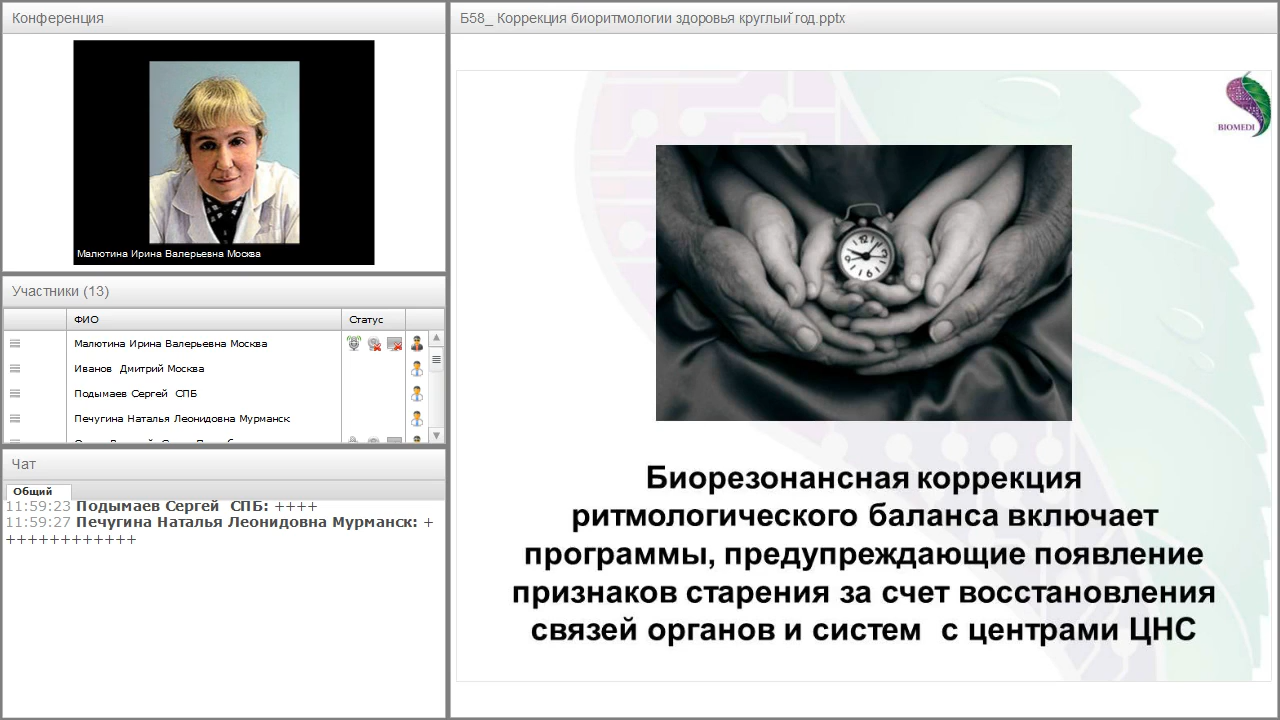 Конференция
Малютина Ирина Валерьевна Москва
Участники (13)
ФИО
Статус
Малютина Ирина Валерьевна Москва
Иванов Дмитрий Москва
Подымаев Сергей СПБ
Печугина Наталья Леонидовна Мурманск
Чат
Общий
11:59:23 Подымаев Сергей СПБ: ++++
11:59:27 Печугина Наталья Леонидовна Мурманск: +
++++++++++++
Б58_ Коррекция биоритмологии здоровья круглый год.pptx
BIOMEDI
Биорезонансная коррекция
ритмологического баланса включает
программы, предупреждающие появление
признаков старения за счет восстановления
связей органов и систем с центрами ЦНС